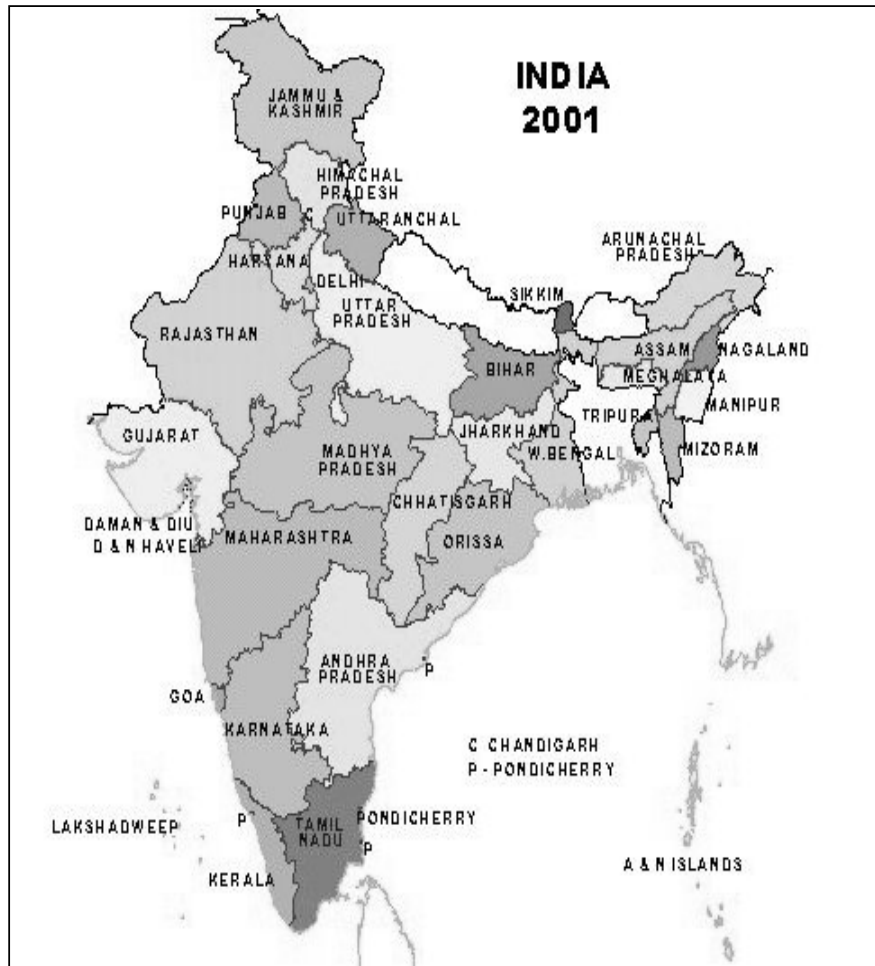 INDIA
2001
JAMMU &
KASHMIR
HIMACHAL
PRADESH
PUNJAB
C
UTTARANCHAL
ARUNACHAL
PRADESH
HARYANA
DELHI
SIKKIM
UTTAR
PRADESH
RAJASTHAN
ASSAM
NAGALAND
BIHAR
MEGHALAYA
MANIPUR
TRIPURA
GUJARAT
JHARKHAND
MIZORAM
MADHYA
PRADESH
W.BENGAL
CHHATISGARH
DAMAN & DIU
D & N HAVELI
MAHARASHTRA
ORISSA
ANDHRA
PRADESH
P
GOA
KARNATAKA
C CHANDIGARH
P - PONDICHERRY
LAKSHADWEEP
P
TAMIL
NADU
PONDICHERRY
P
KERALA
A & N ISLANDS